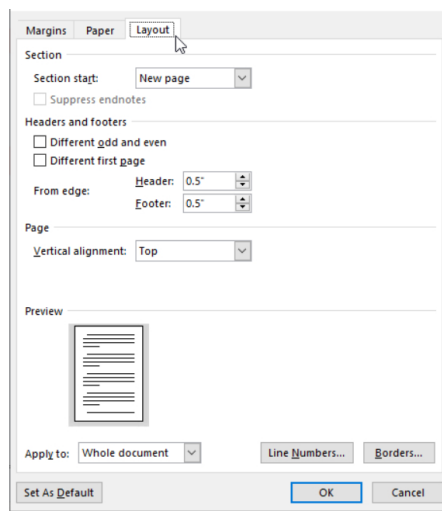 Margins Paper Layout
Section
Section start: New page
Suppress endnotes
Headers and footers
Different odd and even
Different first page
Header: 0.5"
From edge:
Footer: 0.5"
Page
Vertical alignment: Top
Preview
Apply to: Whole document Line Numbers... Borders...
Set As Default OK Cancel